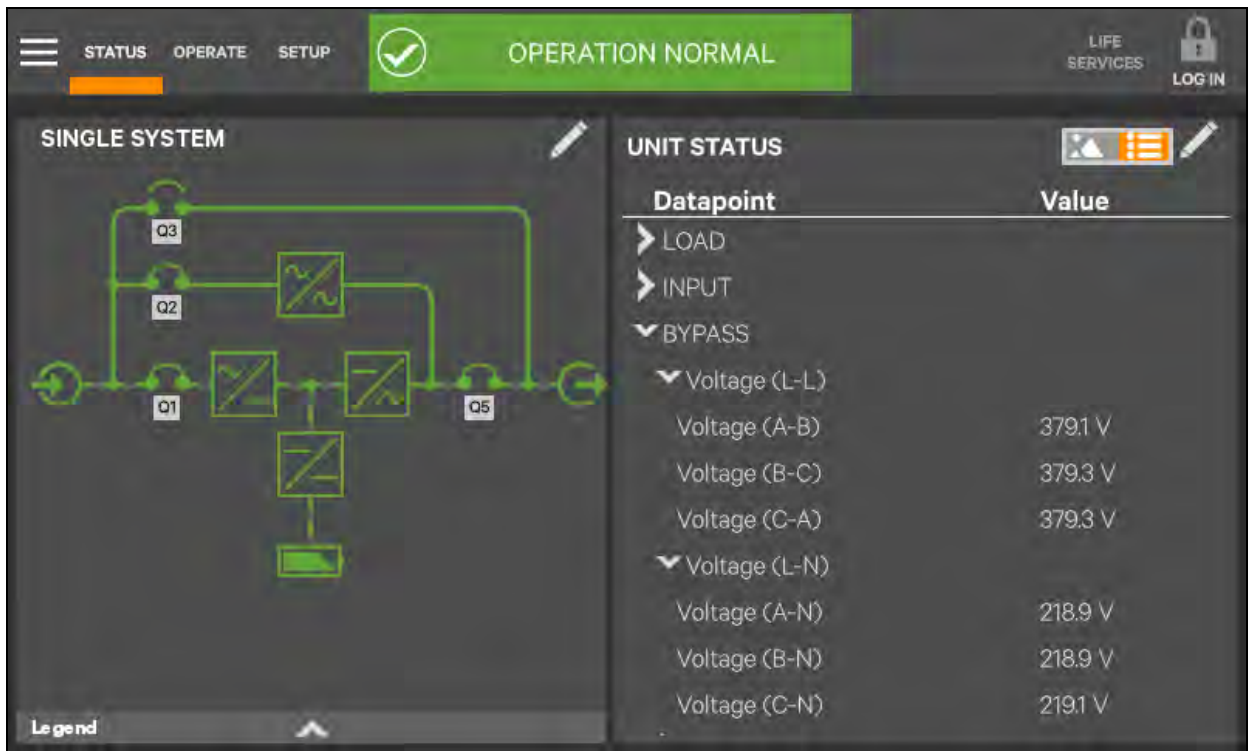 STATUS OPERATE SETUP OPERATION NORMAL LIFE
SERVICES
LOG IN
SINGLE SYSTEM
Q3
Q2
Q1
Q5
Legend
UNIT STATUS
Datapoint Value
LOAD
INPUT
BYPASS
Voltage (L-L)
Voltage (A-B) 379.1 V
Voltage (B-C) 379.3 V
Voltage (C-A) 379.3 V
Voltage (L-N)
Voltage (A-N) 218.9 V
Voltage (B-N) 218.9 V
Voltage (C-N) 219.1 V